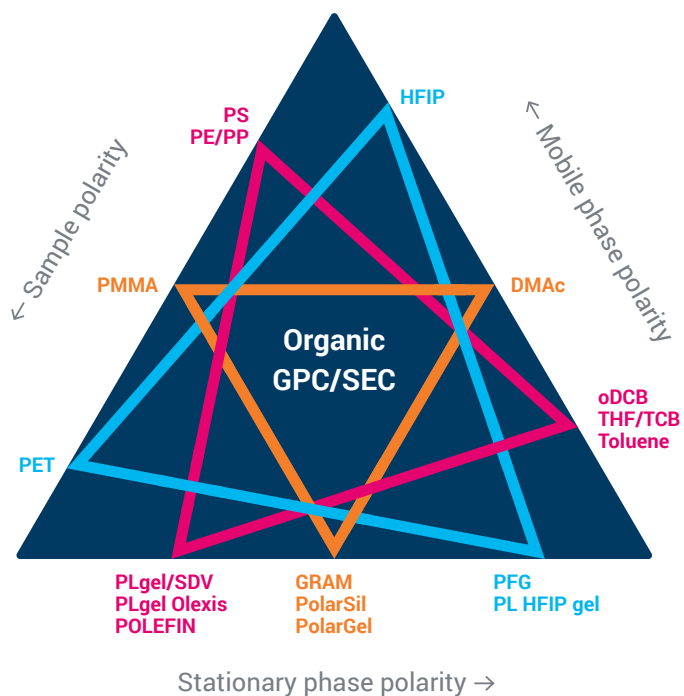 HFIP
PS
PE/PP
← Sample polarity
← Mobile phase polarity
PMMA
DMAc
Organic
GPC/SEC
oDCB
THF/TCB
Toluene
PET
PLgel/SDV
PLgel Olexis
POLEFIN
GRAM
PolarSil
PolarGel
PFG
PL HFIP gel
Stationary phase polarity →